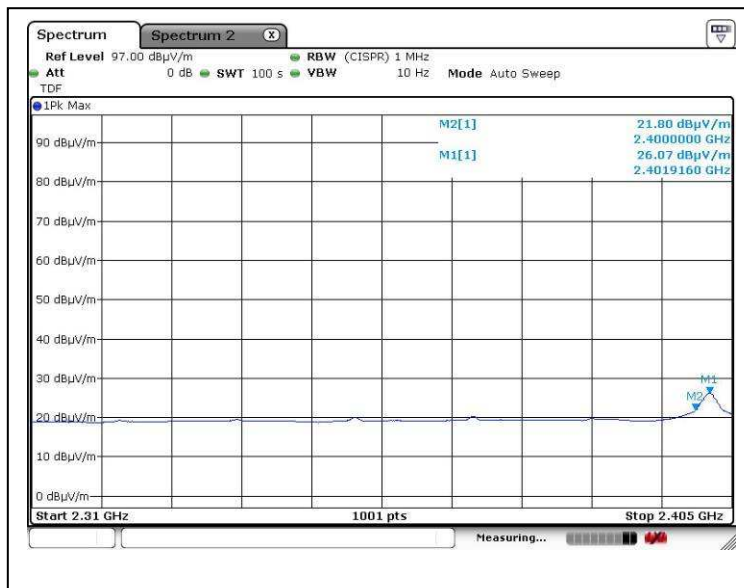 Spectrum
Spectrum 2
X
Ref Level 97.00 dBµV/m
RBW (CISPR) 1 MHz
Att 0 dB SWT 100 s VBW 10 Hz Mode Auto Sweep
TDF
1Pk Max
M2[1] 21.80 dBµV/m
2.4000000 GHz
M1[1] 26.07 dBµV/m
2.4019160 GHz
90 dBµV/m
80 dBµV/m
70 dBµV/m
60 dBµV/m
50 dBµV/m
40 dBµV/m
30 dBµV/m
M1
M2
20 dBµV/m
10 dBµV/m
0 dBµV/m
Start 2.31 GHz 1001 pts Stop 2.405 GHz
Measuring...